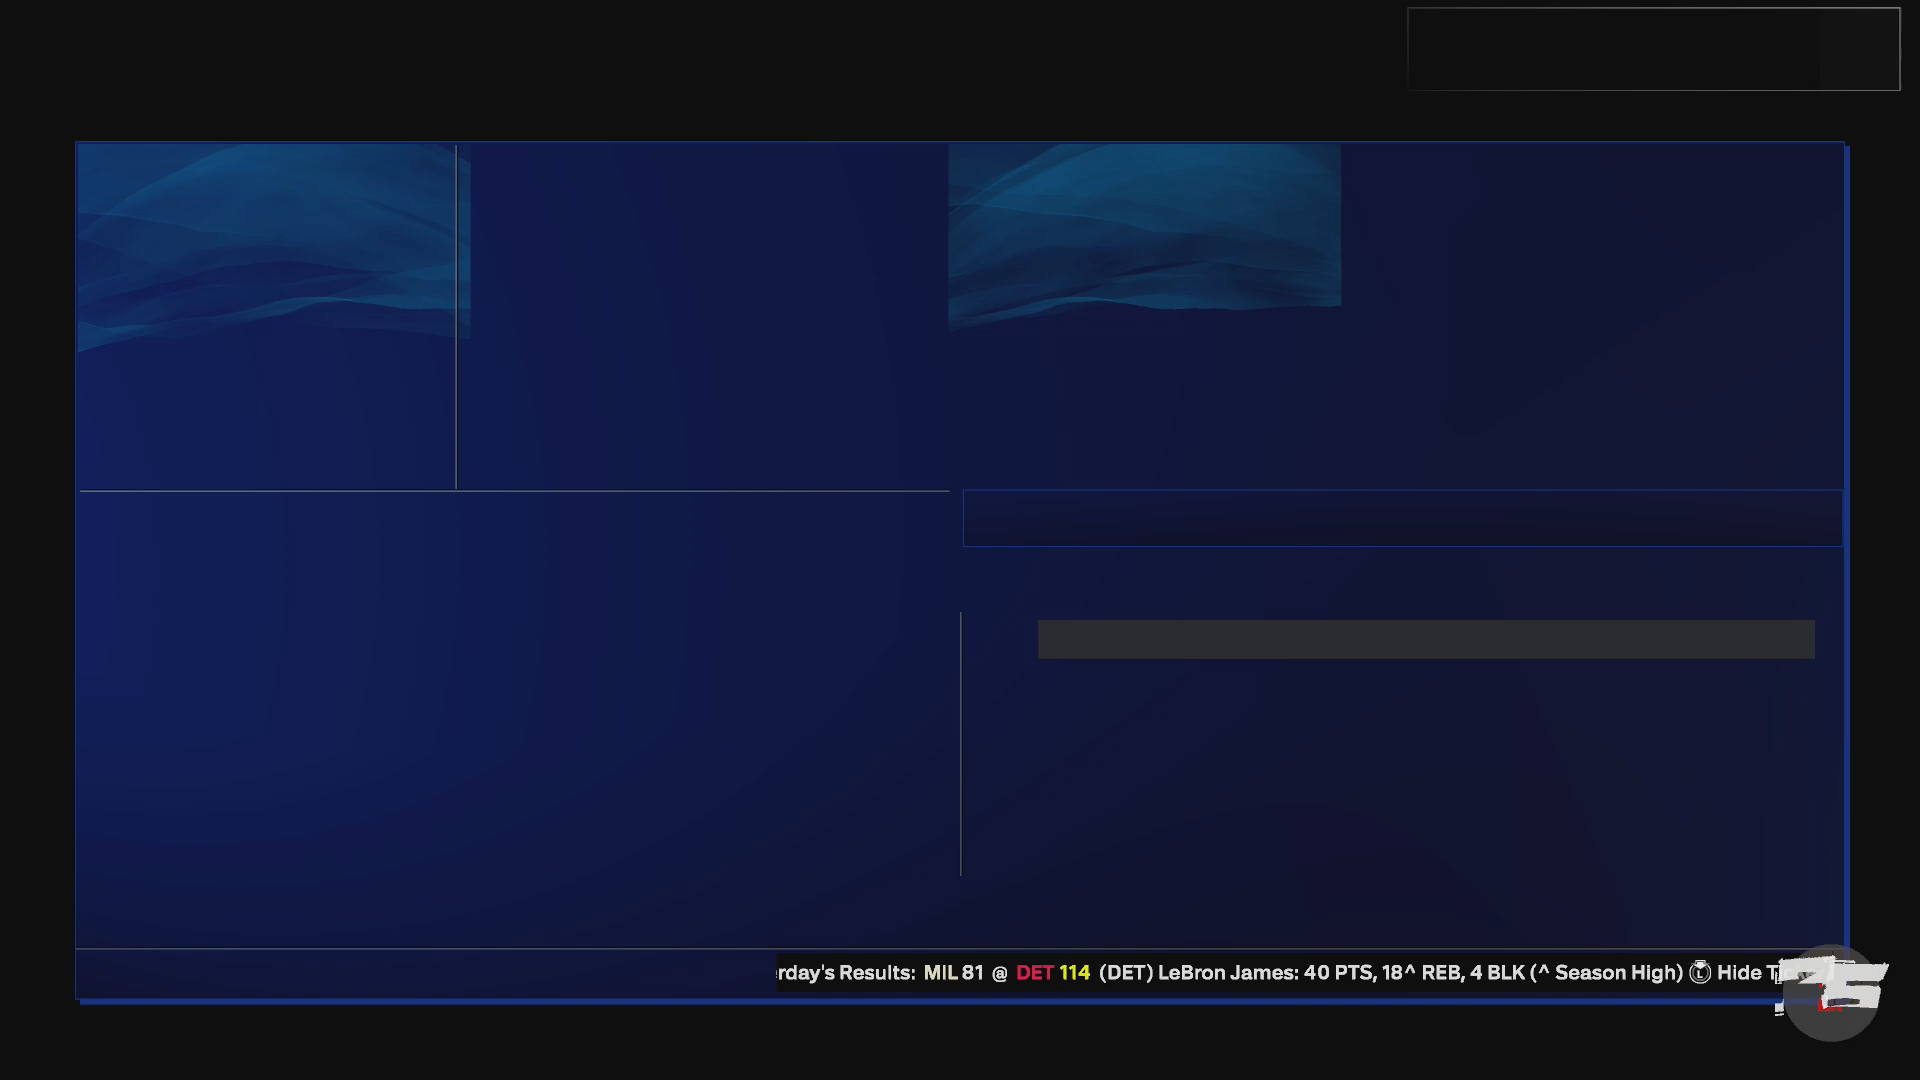 rday's Results: MIL 81 @ DET 114 (DET) LeBron James: 40 PTS, 18^ REB, 4 BLK (^ Season High) L Hide